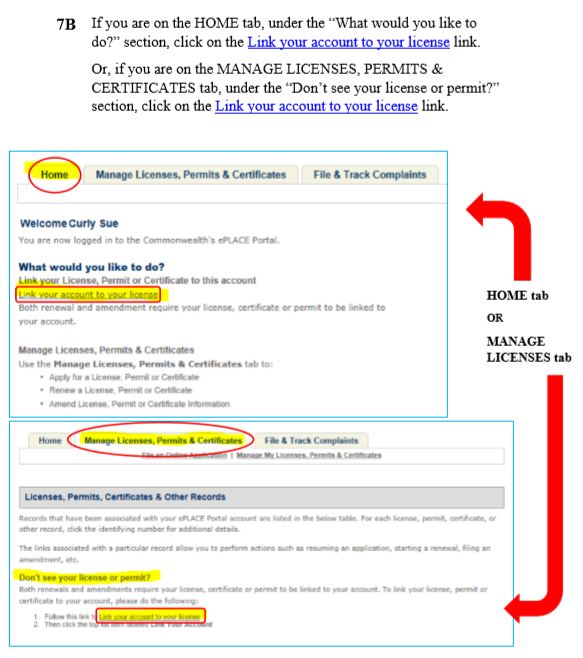 7B If you are on the HOME tab, under the “What would you like to
do?” section, click on the Link your account to your license link.
Or, if you are on the MANAGE LICENSES, PERMITS &
CERTIFICATES tab, under the “Don’t see your license or permit?”
section, click on the Link your account to your license link.
Home Manage Licenses, Permits & Certificates File & Track Complaints
Welcome Curly Sue
You are now logged in to the Commonwealth's ePLACE Portal.
What would you like to do?
Link your License, Permit or Certificate to this account
Link your account to your license
Both renewal and amendment require your license, certificate or permit to be linked to
your account.
Manage Licenses, Permits & Certificates
Use the Manage Licenses, Permits & Certificates tab to:
• Apply for a License, Permit or Certificate
• Renew a License, Permit or Certificate
• Amend License, Permit or Certificate Information
HOME tab
OR
MANAGE
LICENSES tab
Home Manage Licenses, Permits & Certificates File & Track Complaints
File an Online Application | Manage My Licenses, Permits & Certificates
Licenses, Permits, Certificates & Other Records
Records that have been associated with your ePLACE Portal account are listed in the below table. For each license, permit, certificate, or
other record, click the identifying number for additional details.
The links associated with a particular record allow you to perform actions such as resuming an application, starting a renewal, filing an
amendment, etc.
Don't see your license or permit?
Both renewals and amendments require your license, certificate or permit to be linked to your account. To link your license, permit or
certificate to your account, please do the following:
1. Follow this link to Link your account to your license
2. Then click the top list item labeled Link Your Account